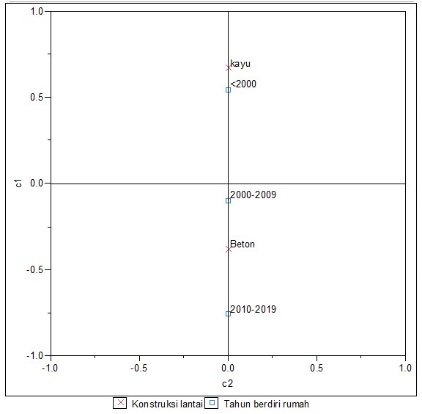 1.0
kayu
<2000
0.5
c1
0.0
2000-2009
Beton
-0.5
2010-2019
-1.0
-1.0 -0.5 0.0 0.5 1.0
c2
Konstruksi lantai Tahun berdiri rumah